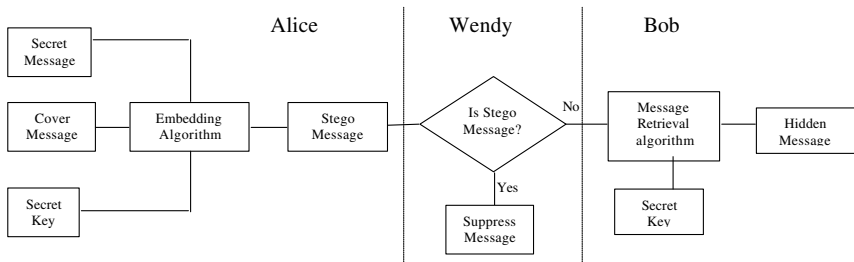 Alice
Wendy
Bob
Secret
Message
Cover
Message
Secret
Key
Embedding
Algorithm
Stego
Message
Is Stego
Message?
No
Yes
Suppress
Message
Message
Retrieval
algorithm
Hidden
Message
Secret
Key